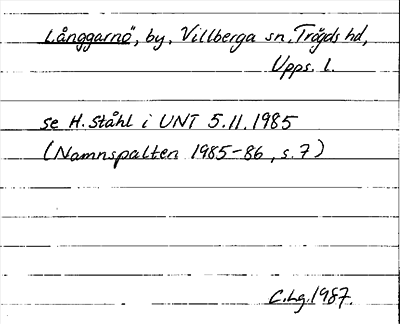 Långgarnö, by, Villberga sn, Trögds hd,
Upps. l.
se H. Ståhl i UNT 5.11.1985
(Namnspalten 1985-86, s. 7)
C.Lg. 1987.